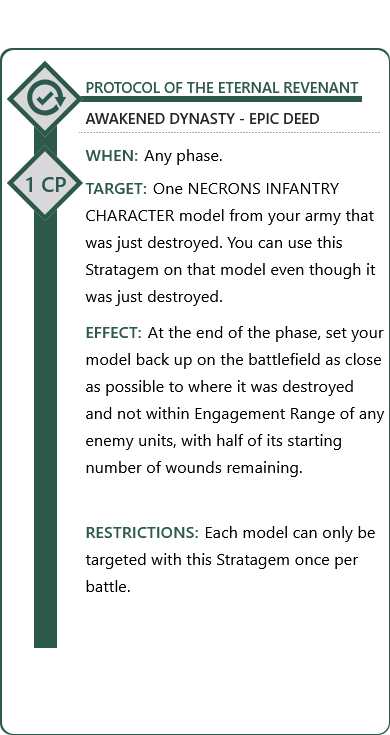 PROTOCOL OF THE ETERNAL REVENANT
AWAKENED DYNASTY - EPIC DEED
WHEN: Any phase.
1 CP
TARGET: One NECRONS INFANTRY
CHARACTER model from your army that
was just destroyed. You can use this
Stratagem on that model even though it
was just destroyed.
EFFECT: At the end of the phase, set your
model back up on the battlefield as close
as possible to where it was destroyed
and not within Engagement Range of any
enemy units, with half of its starting
number of wounds remaining.
RESTRICTIONS: Each model can only be
targeted with this Stratagem once per
battle.